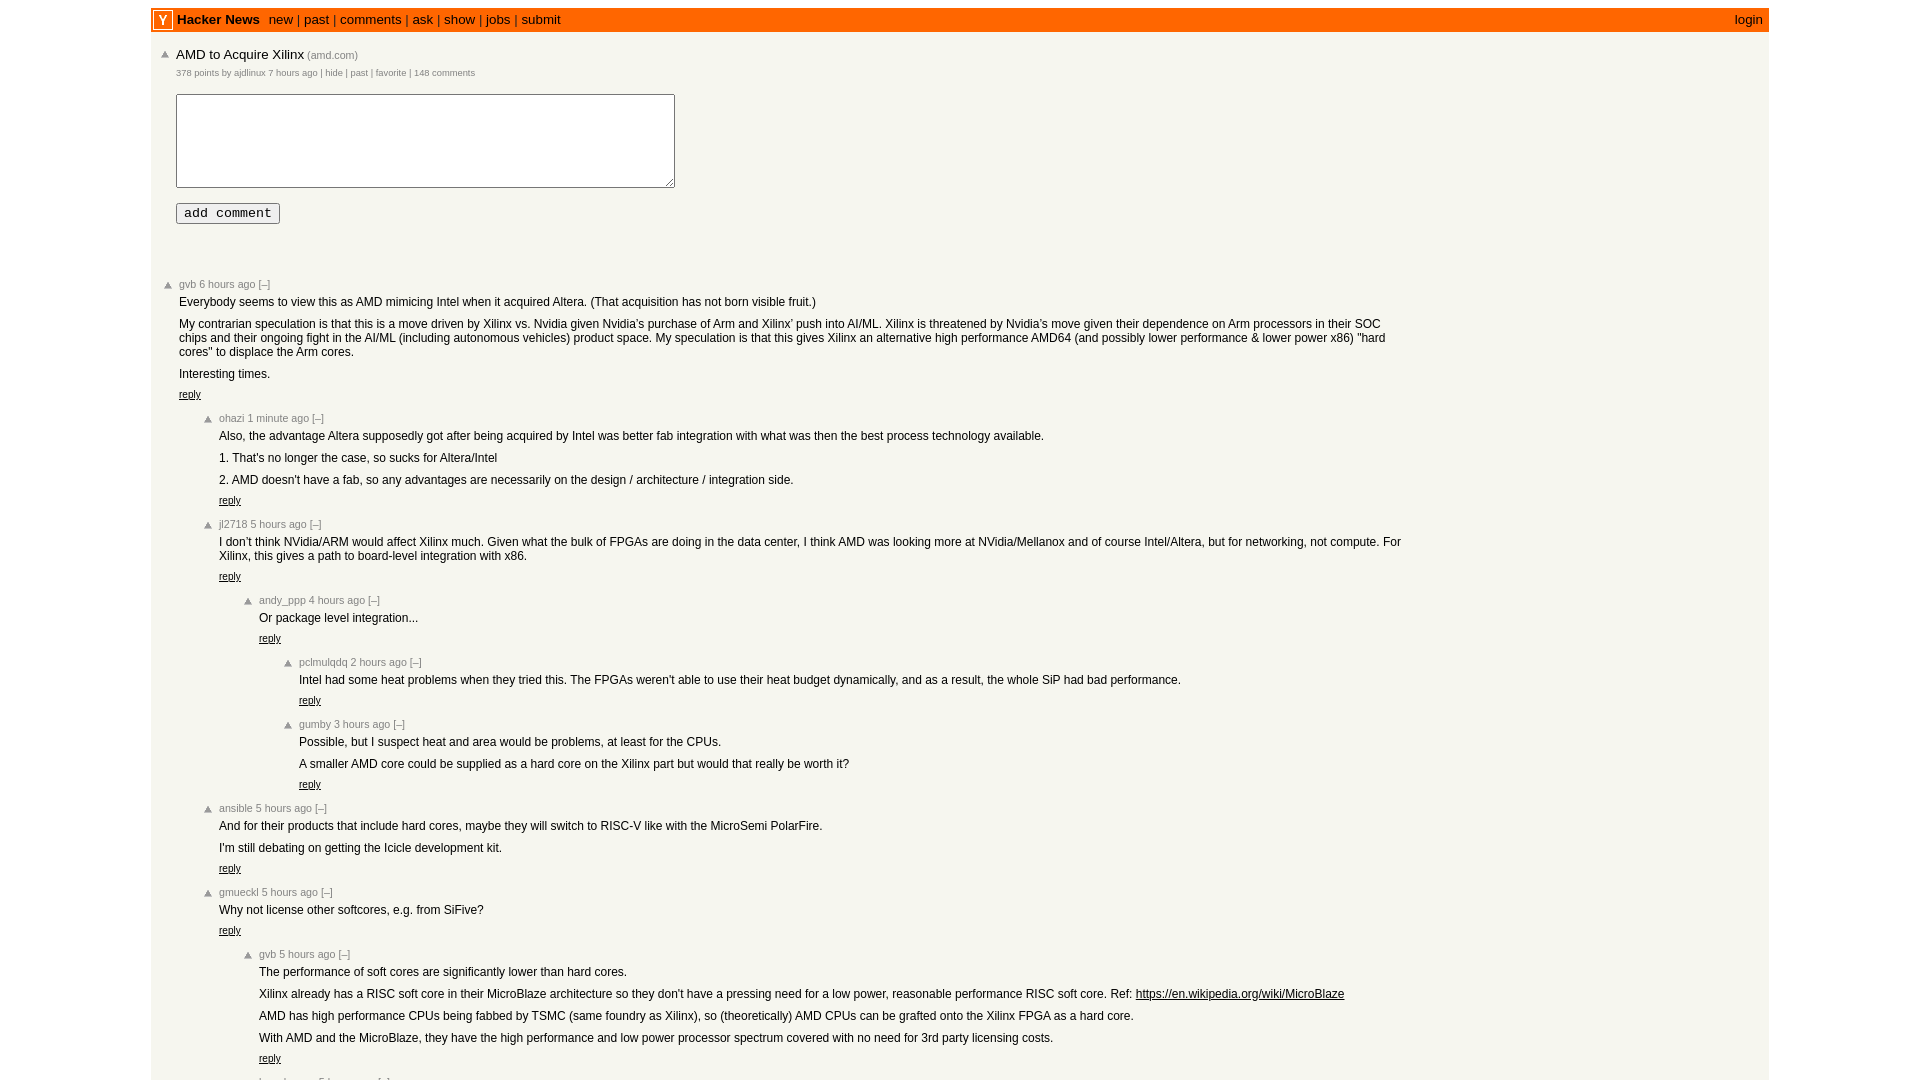 Y Hacker News new | past | comments | ask | show | jobs | submit login
AMD to Acquire Xilinx (amd.com)
378 points by ajdlinux 7 hours ago | hide | past | favorite | 148 comments
add comment
gvb 6 hours ago [–]
Everybody seems to view this as AMD mimicing Intel when it acquired Altera. (That acquisition has not born visible fruit.)
My contrarian speculation is that this is a move driven by Xilinx vs. Nvidia given Nvidia's purchase of Arm and Xilinx' push into AI/ML. Xilinx is threatened by Nvidia's move given their dependence on Arm processors in their SOC
chips and their ongoing fight in the AI/ML (including autonomous vehicles) product space. My speculation is that this gives Xilinx an alternative high performance AMD64 (and possibly lower performance & lower power x86) "hard
cores" to displace the Arm cores.
Interesting times.
reply
ohazi 1 minute ago [–]
Also, the advantage Altera supposedly got after being acquired by Intel was better fab integration with what was then the best process technology available.
1. That's no longer the case, so sucks for Altera/Intel
2. AMD doesn't have a fab, so any advantages are necessarily on the design / architecture / integration side.
reply
jl2718 5 hours ago [–]
I don't think NVidia/ARM would affect Xilinx much. Given what the bulk of FPGAs are doing in the data center, I think AMD was looking more at NVidia/Mellanox and of course Intel/Altera, but for networking, not compute. For
Xilinx, this gives a path to board-level integration with x86.
reply
andy_ppp 4 hours ago [–]
Or package level integration...
reply
pclmulqdq 2 hours ago [–]
Intel had some heat problems when they tried this. The FPGAs weren't able to use their heat budget dynamically, and as a result, the whole SiP had bad performance.
reply
gumby 3 hours ago [–]
Possible, but I suspect heat and area would be problems, at least for the CPUs.
A smaller AMD core could be supplied as a hard core on the Xilinx part but would that really be worth it?
reply
ansible 5 hours ago [–]
And for their products that include hard cores, maybe they will switch to RISC-V like with the MicroSemi PolarFire.
I'm still debating on getting the Icicle development kit.
reply
gmueckl 5 hours ago [–]
Why not license other softcores, e.g. from SiFive?
reply
gvb 5 hours ago [–]
The performance of soft cores are significantly lower than hard cores.
Xilinx already has a RISC soft core in their MicroBlaze architecture so they don't have a pressing need for a low power, reasonable performance RISC soft core. Ref: https://en.wikipedia.org/wiki/MicroBlaze
AMD has high performance CPUs being fabbed by TSMC (same foundry as Xilinx), so (theoretically) AMD CPUs can be grafted onto the Xilinx FPGA as a hard core.
With AMD and the MicroBlaze, they have the high performance and low power processor spectrum covered with no need for 3rd party licensing costs.
reply